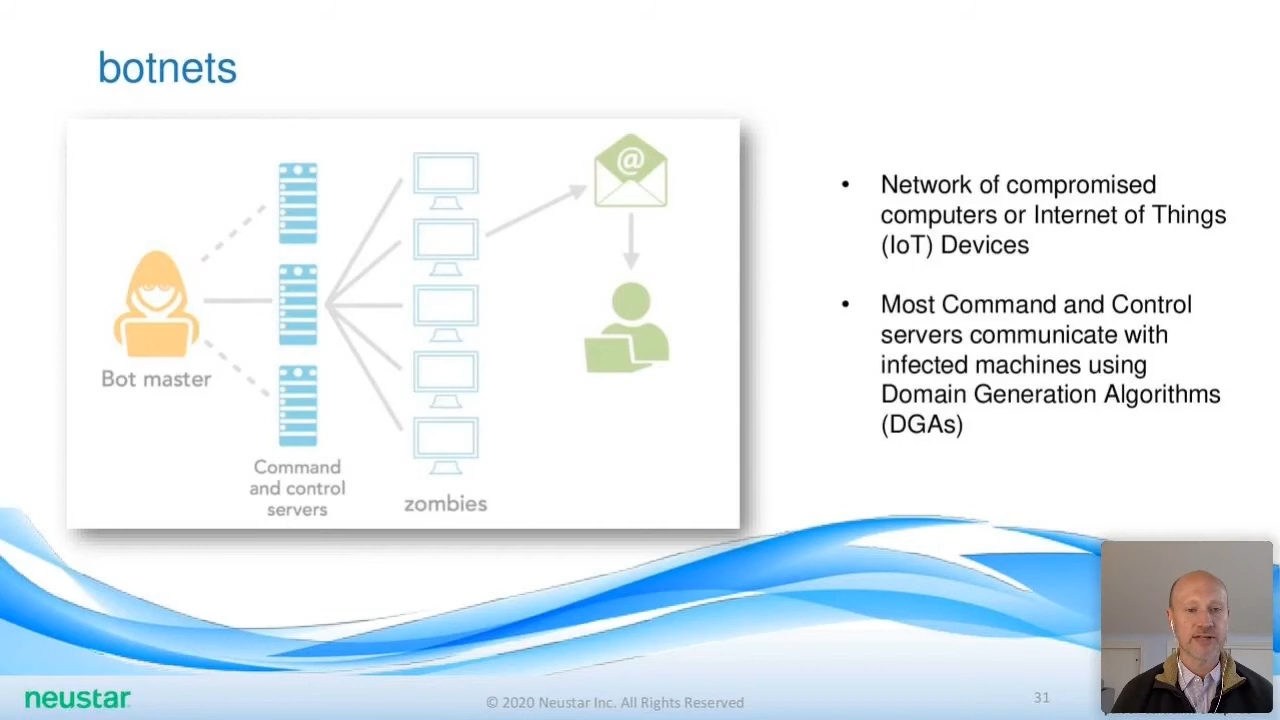 botnets
@
Bot master
Command
and control
servers
zombies
• Network of compromised
computers or Internet of Things
(IoT) Devices
• Most Command and Control
servers communicate with
infected machines using
Domain Generation Algorithms
(DGAs)
neustar
© 2020 Neustar Inc. All Rights Reserved
31